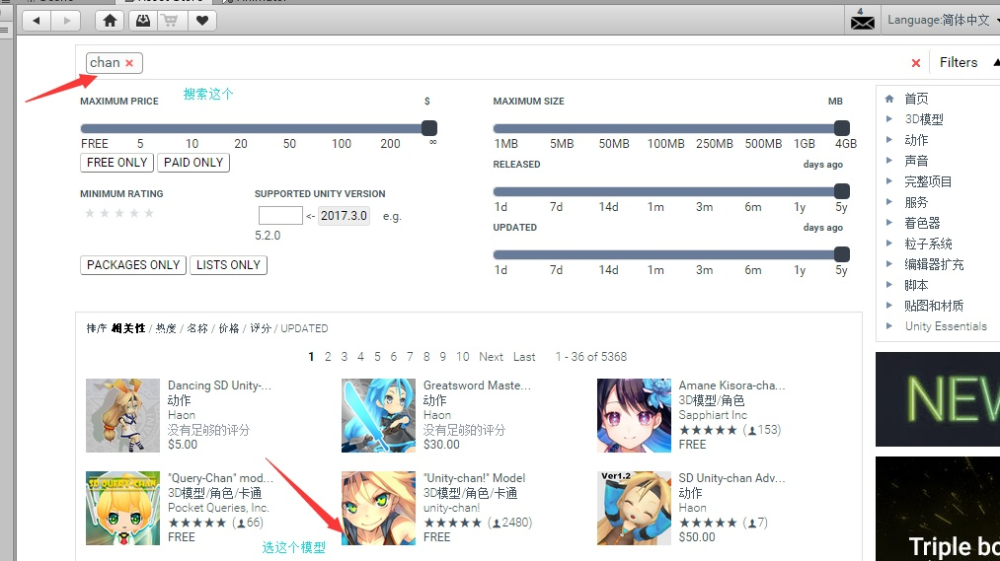 4
Language:简体中文
chan
Filters
搜索这个
MAXIMUM PRICE $
FREE 5 10 20 50 100 200 ∞
FREE ONLY PAID ONLY
MINIMUM RATING
SUPPORTED UNITY VERSION
<- 2017.3.0 e.g.
5.2.0
PACKAGES ONLY LISTS ONLY
MAXIMUM SIZE MB
1MB 5MB 50MB 100MB 250MB 500MB 1GB 4GB
RELEASED days ago
1d 7d 14d 1m 3m 6m 1y 5y
UPDATED days ago
1d 7d 14d 1m 3m 6m 1y 5y
首页
3D模型
动作
声音
完整项目
服务
着色器
粒子系统
编辑器扩充
脚本
贴图和材质
Unity Essentials
排序 相关性 / 热度 / 名称 / 价格 / 评分 / UPDATED
1 2 3 4 5 6 7 8 9 10 Next Last 1 - 36 of 5368
Dancing SD Unity-...
动作
Haon
没有足够的评分
$5.00
Greatsword Maste...
动作
Haon
没有足够的评分
$30.00
Amane Kisora-cha...
3D模型/角色
Sapphiart Inc
★★★★★ (153)
FREE
SD QUERY-CHAN
"Query-Chan" mod...
3D模型/角色/卡通
Pocket Queries, Inc.
★★★★★ (66)
FREE
"Unity-chan!" Model
3D模型/角色/卡通
unity-chan!
★★★★★ (2480)
FREE
Ver1.2
SD Unity-chan Adv...
动作
Haon
★★★★★ (7)
$50.00
选这个模型
NEW
Triple bo